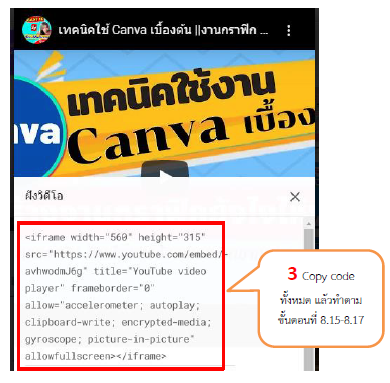 เทคนิคใช้ Canva เบื้องต้น ||งานกราฟิก ...
เทคนิคใช้งาน
va
Canva เบื้อง
ฝังวิดีโอ
<iframe width="560" height="315"
src="https://www.youtube.com/embed/-
avhwodmJ6g" title="YouTube video
player" frameborder="0"
allow="accelerometer; autoplay;
clipboard-write; encrypted-media;
gyroscope; picture-in-picture"
allowfullscreen></iframe>
3 Copy code
ทั้งหมด แล้วทำตาม
ขั้นตอนที่ 8.15-8.17